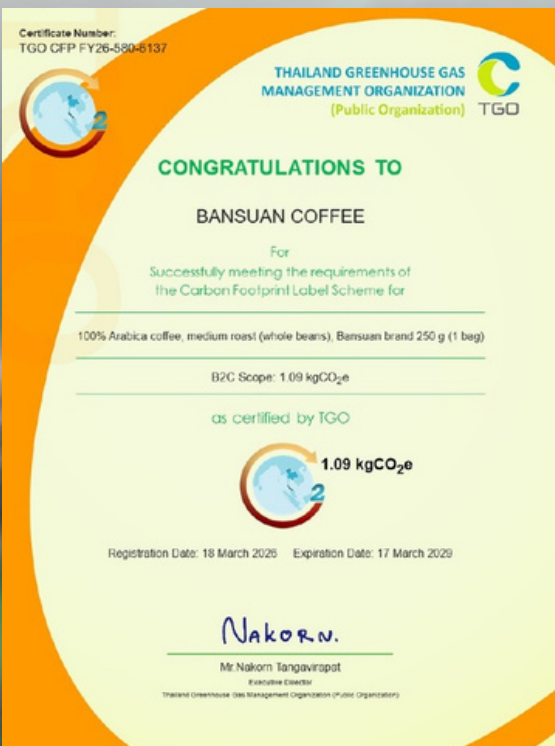 Certificate Number:
TGO CFP FY26-580-6137
THAILAND GREENHOUSE GAS
MANAGEMENT ORGANIZATION
(Public Organization)
TGO
2
CONGRATULATIONS TO
BANSUAN COFFEE
For
Successfully meeting the requirements of
the Carbon Footprint Label Scheme for
100% Arabica coffee, medium roast (whole beans), Bansuan brand 250 g (1 bag)
B2C Scope: 1.09 kgCO₂e
as certified by TGO
1.09 kgCO₂e
2
Registration Date: 18 March 2026 Expiration Date: 17 March 2029
NAKORN.
Mr.Nakorn Tangavirapat
Executive Director
Thailand Greenhouse Gas Management Organization (Public Organization)